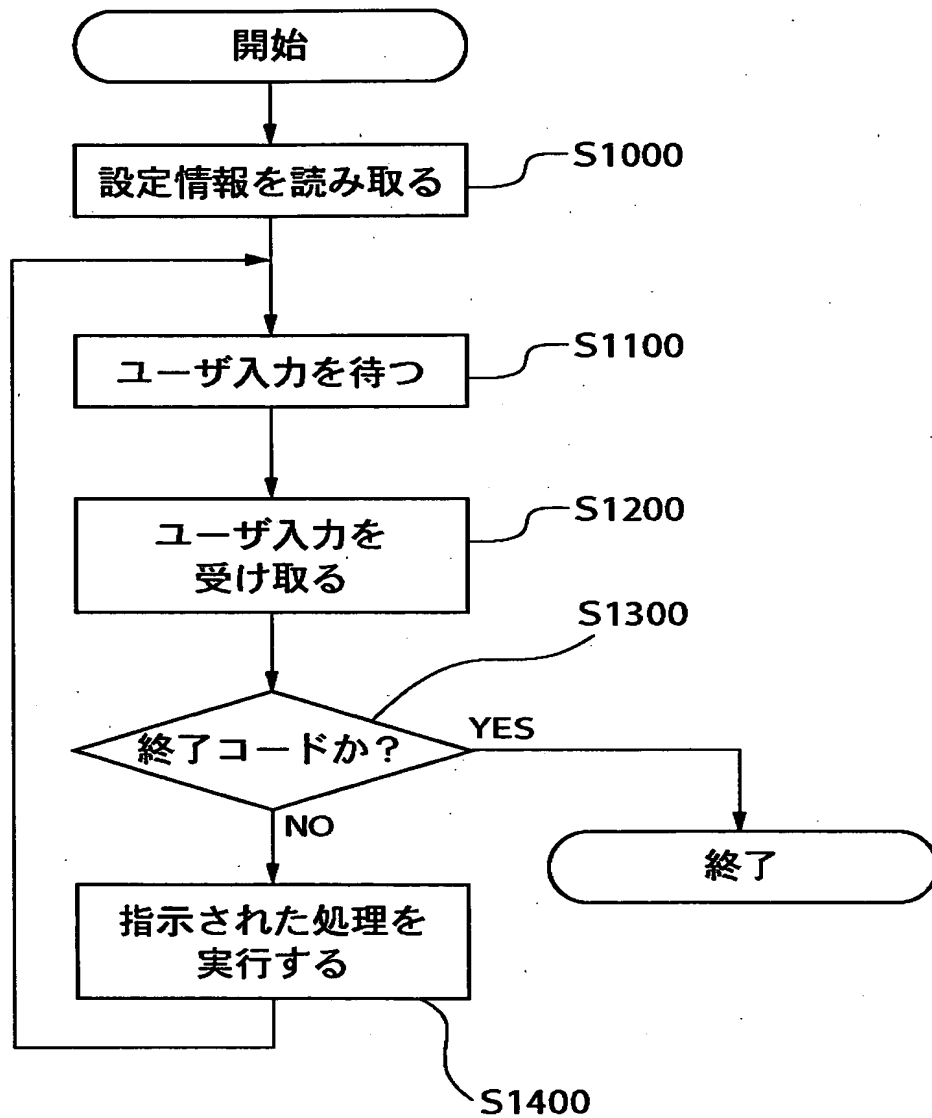 開始
設定情報を読み取る
S1000
ユーザ入力を待つ
S1100
ユーザ入力を
受け取る
S1200
S1300
終了コードか?
YES
NO
終了
指示された処理を
実行する
S1400